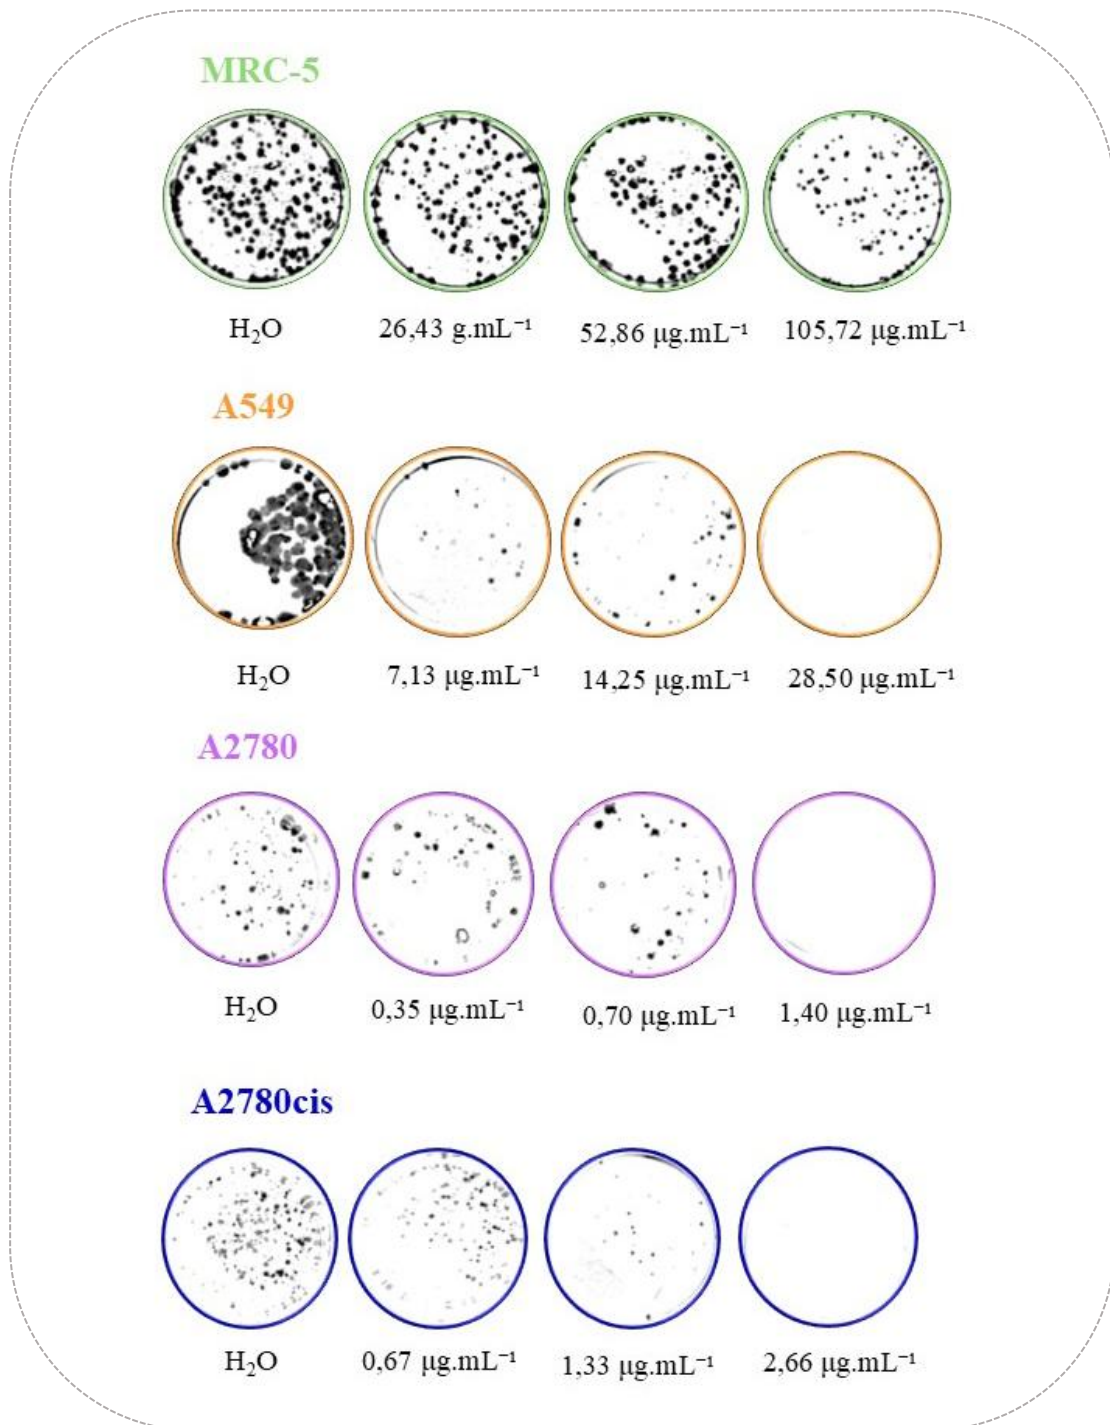 MRC-5
H₂O 26,43 g.mL⁻¹ 52,86 µg.mL⁻¹ 105,72 µg.mL⁻¹
A549
H₂O 7,13 µg.mL⁻¹ 14,25 µg.mL⁻¹ 28,50 µg.mL⁻¹
A2780
H₂O 0,35 µg.mL⁻¹ 0,70 µg.mL⁻¹ 1,40 µg.mL⁻¹
A2780cis
H₂O 0,67 µg.mL⁻¹ 1,33 µg.mL⁻¹ 2,66 µg.mL⁻¹